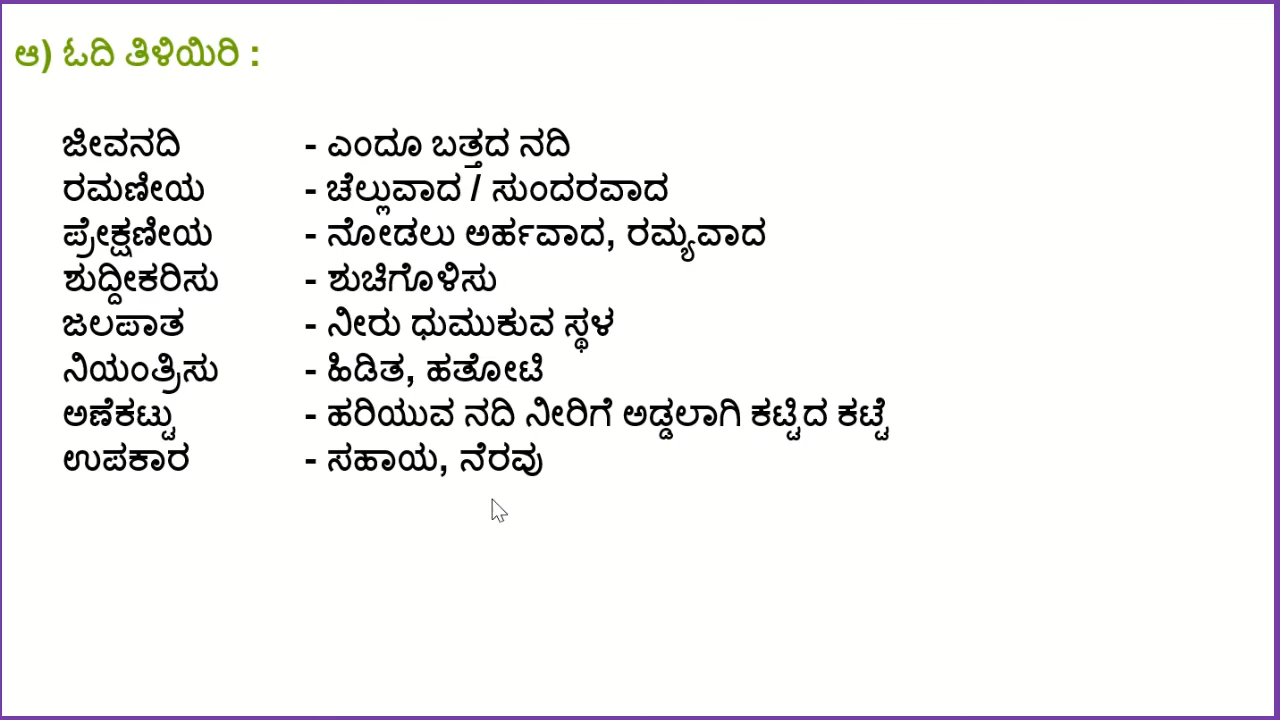 ಆ) ಓದಿ ತಿಳಿಯಿರಿ :
ಜೀವನದಿ - ಎಂದೂ ಬತ್ತದ ನದಿ
ರಮಣೀಯ - ಚೆಲ್ಲುವಾದ / ಸುಂದರವಾದ
ಪ್ರೇಕ್ಷಣೀಯ - ನೋಡಲು ಅರ್ಹವಾದ, ರಮ್ಯವಾದ
ಶುದ್ದೀಕರಿಸು - ಶುಚಿಗೊಳಿಸು
ಜಲಪಾತ - ನೀರು ಧುಮುಕುವ ಸ್ಥಳ
ನಿಯಂತ್ರಿಸು - ಹಿಡಿತ, ಹತೋಟಿ
ಅಣೆಕಟ್ಟು - ಹರಿಯುವ ನದಿ ನೀರಿಗೆ ಅಡ್ಡಲಾಗಿ ಕಟ್ಟಿದ ಕಟ್ಟೆ
ಉಪಕಾರ - ಸಹಾಯ, ನೆರವು